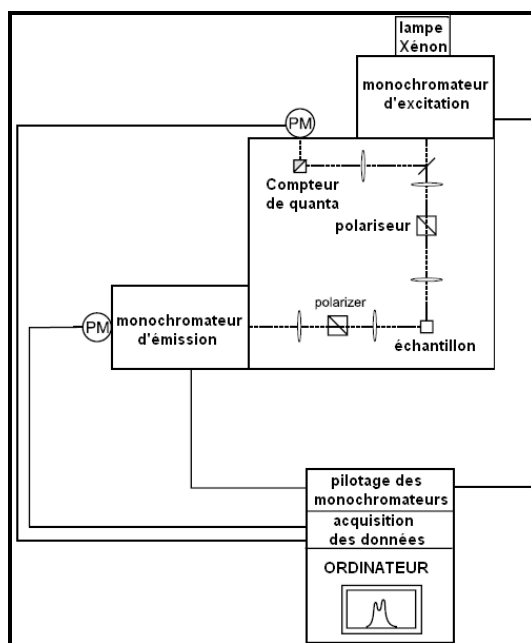 lampe
Xénon
monochromateur
d'excitation
PM
Compteur
de quanta
polariseur
PM
monochromateur
d'émission
polarizer
échantillon
pilotage des
monochromateurs
acquisition
des données
ORDINATEUR